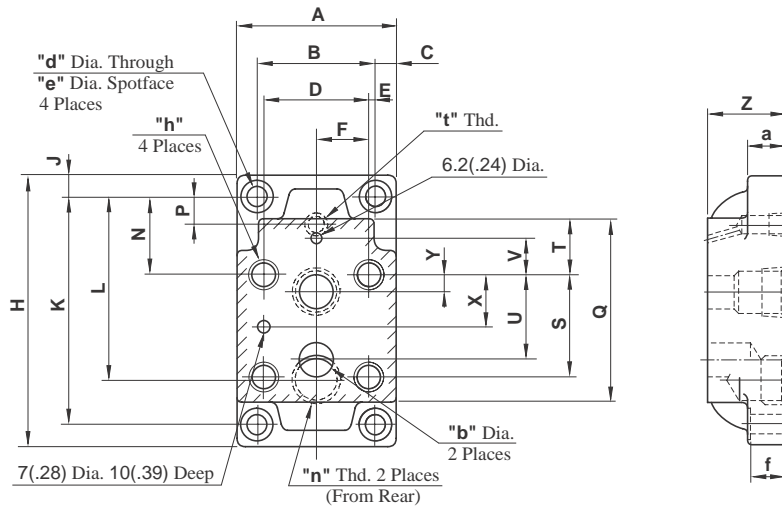 A
B
C
"d" Dia. Through
"e" Dia. Spotface
4 Places
D
E
Z
"h"
4 Places
F
"t" Thd.
a
J
6.2(.24) Dia.
P
N
Y
V
T
H
K
L
X
U
S
Q
"b" Dia.
2 Places
7(.28) Dia. 10(.39) Deep
"n" Thd. 2 Places
(From Rear)
f